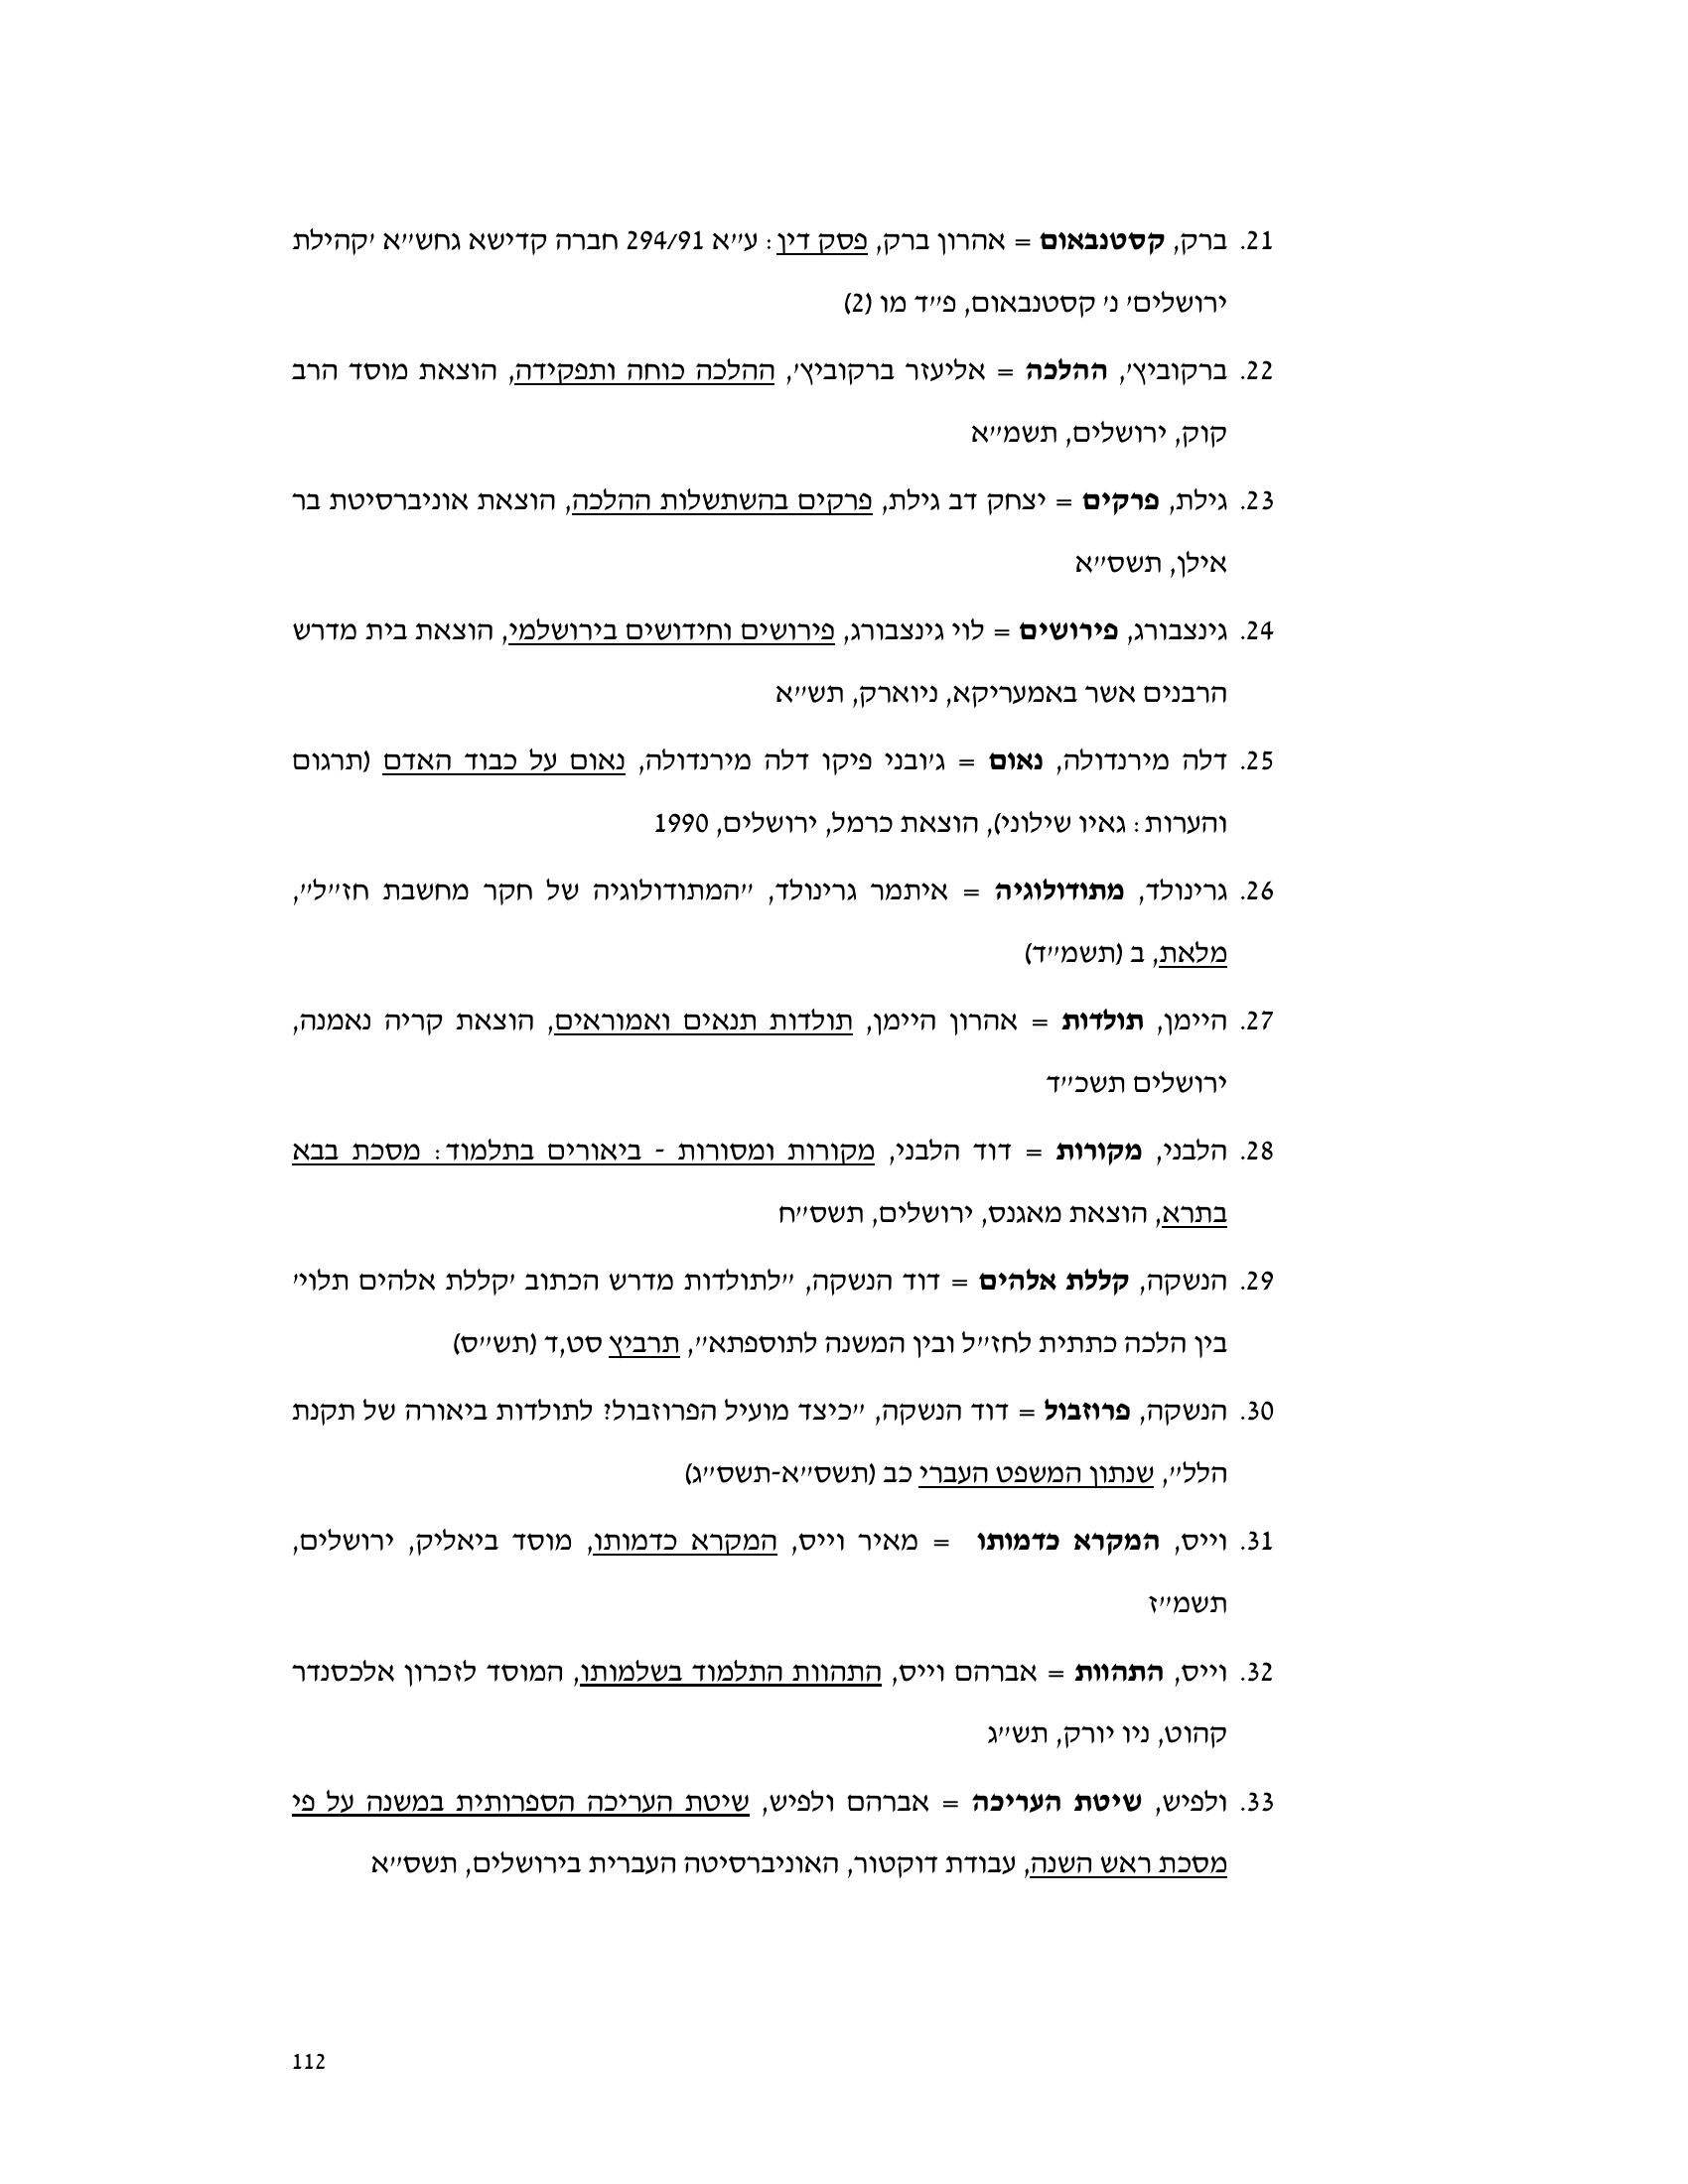 21. ברק, קסטנבאום = אהרון ברק, פסק דין: ע"א 294/91 חברה קדישא גחש"א 'קהילת
ירושלים' נ' קסטנבאום, פ"ד מו (2)
22. ברקוביץ', ההלכה = אליעזר ברקוביץ', ההלכה כוחה ותפקידה, הוצאת מוסד הרב
קוק, ירושלים, תשמ"א
23. גילת, פרקים = יצחק דב גילת, פרקים בהשתשלות ההלכה, הוצאת אוניברסיטת בר
אילן, תשס"א
24. גינצבורג, פירושים = לוי גינצבורג, פירושים וחידושים בירושלמי, הוצאת בית מדרש
הרבנים אשר באמעריקא, ניוארק, תש"א
25. דלה מירנדולה, נאום = ג'ובני פיקו דלה מירנדולה, נאום על כבוד האדם (תרגום
והערות: גאיו שילוני), הוצאת כרמל, ירושלים, 1990
26. גרינולד, מתודולוגיה = איתמר גרינולד, "המתודולוגיה של חקר מחשבת חז"ל",
מלאת, ב (תשמ"ד)
27. היימן, תולדות = אהרון היימן, תולדות תנאים ואמוראים, הוצאת קריה נאמנה,
ירושלים תשכ"ד
28. הלבני, מקורות = דוד הלבני, מקורות ומסורות - ביאורים בתלמוד: מסכת בבא
בתרא, הוצאת מאגנס, ירושלים, תשס"ח
29. הנשקה, קללת אלהים = דוד הנשקה, "לתולדות מדרש הכתוב 'קללת אלהים תלוי'
בין הלכה כתתית לחז"ל ובין המשנה לתוספתא", תרביץ סט,ד (תש"ס)
30. הנשקה, פרוזבול = דוד הנשקה, "כיצד מועיל הפרוזבול? לתולדות ביאורה של תקנת
הלל", שנתון המשפט העברי כב (תשס"א-תשס"ג)
31. וייס, המקרא כדמותו = מאיר וייס, המקרא כדמותו, מוסד ביאליק, ירושלים,
תשמ"ז
32. וייס, התהוות = אברהם וייס, התהוות התלמוד בשלמותו, המוסד לזכרון אלכסנדר
קהוט, ניו יורק, תש"ג
33. ולפיש, שיטת העריכה = אברהם ולפיש, שיטת העריכה הספרותית במשנה על פי
מסכת ראש השנה, עבודת דוקטור, האוניברסיטה העברית בירושלים, תשס"א
112